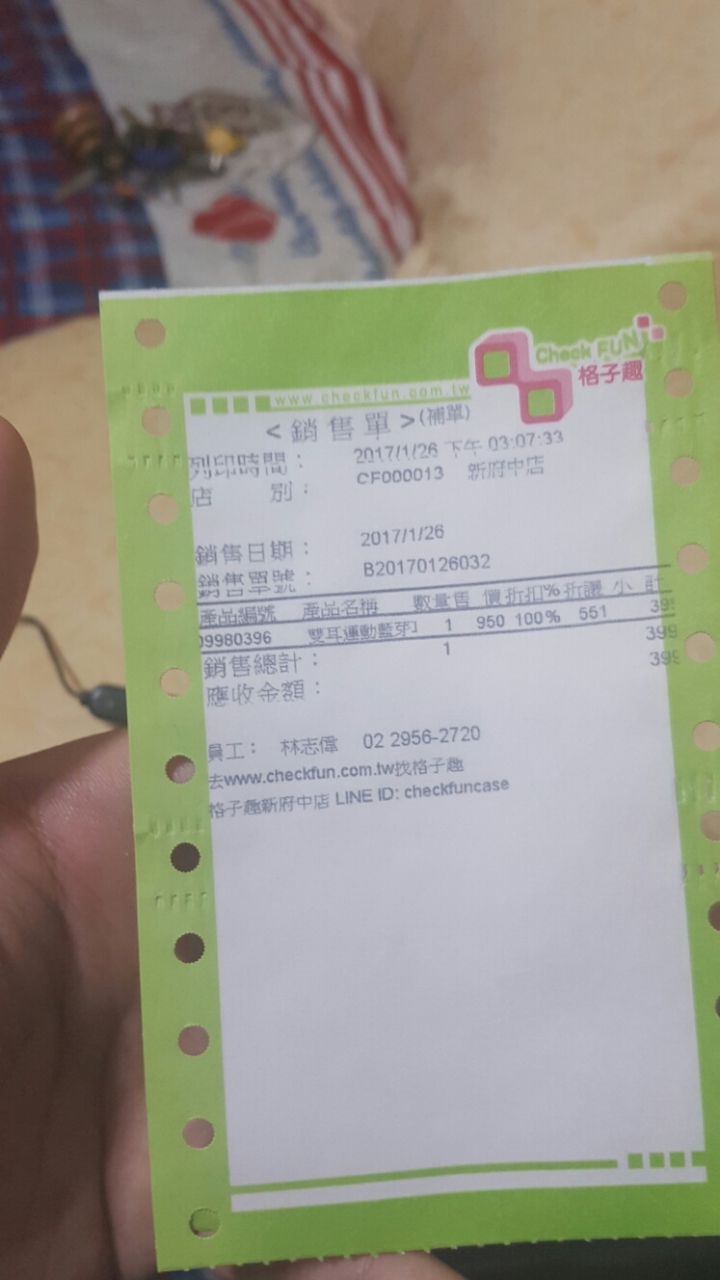 Check FUN
格子趣
www.checkfun.com.tw
<銷售單>(補單)
列印時間： 2017/1/26 下午 03:07:33
店 別： CF000013 新府中店
銷售日期： 2017/1/26
銷售單號： B20170126032
產品編號 產品名稱 數量 售 價 折扣% 折讓 小 計
09980396 雙耳運動藍芽 1 950 100% 551 399
銷售總計： 1 399
應收金額： 399
員工： 林志偉 02 2956-2720
去www.checkfun.com.tw找格子趣
格子趣新府中店 LINE ID: checkfuncase